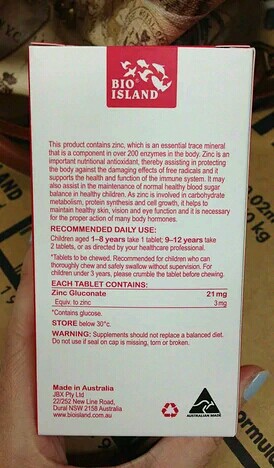 BIO
ISLAND
This product contains zinc, which is an essential trace mineral
that is a component in over 200 enzymes in the body. Zinc is an
important nutritional antioxidant, thereby assisting in protecting
the body against the damaging effects of free radicals and it
supports the health and function of the immune system. It may
also assist in the maintenance of normal healthy blood sugar
balance in healthy children. As zinc is involved in carbohydrate
metabolism, protein synthesis and cell growth, it helps to
maintain healthy skin, vision and eye function and it is necessary
for the proper action of many body hormones.
RECOMMENDED DAILY USE:
Children aged 1–8 years take 1 tablet; 9–12 years take
2 tablets, or as directed by your healthcare professional.
*Tablets to be chewed. Recommended for children who can
thoroughly chew and safely swallow without supervision. For
children under 3 years, please crumble the tablet before chewing.
EACH TABLET CONTAINS:
Zinc Gluconate 21 mg
Equiv. to zinc 3 mg
*Contains glucose.
STORE below 30°c.
WARNING: Supplements should not replace a balanced diet.
Do not use if seal on cap is missing, torn or broken.
Made in Australia
JBX Pty Ltd
22/252 New Line Road,
Dural NSW 2158 Australia
www.bioisland.com.au
AUSTRALIAN MADE